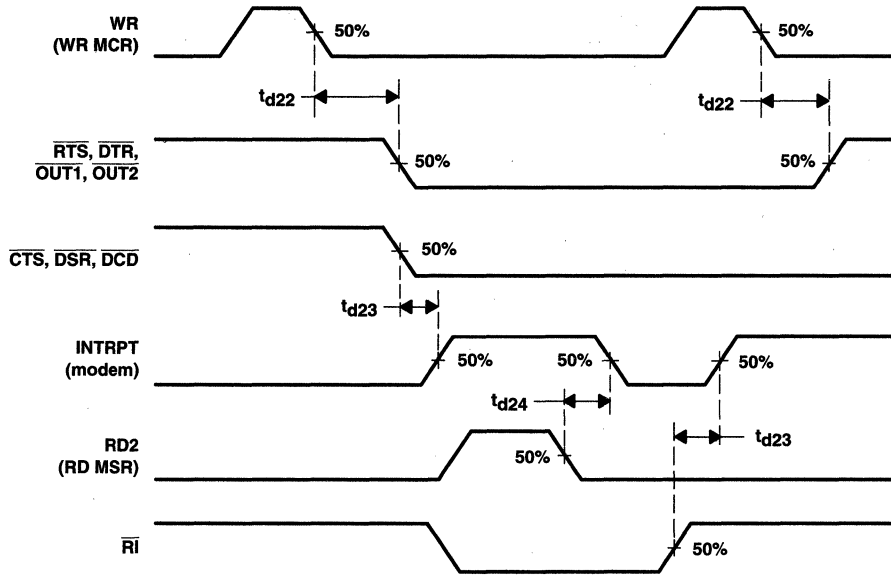 WR
(WR MCR)
50%
50%
td22
td22
RTS, DTR,
OUT1, OUT2
50%
50%
CTS, DSR, DCD
50%
td23
INTRPT
(modem)
50%
50%
50%
td24
td23
RD2
(RD MSR)
50%
RI
50%